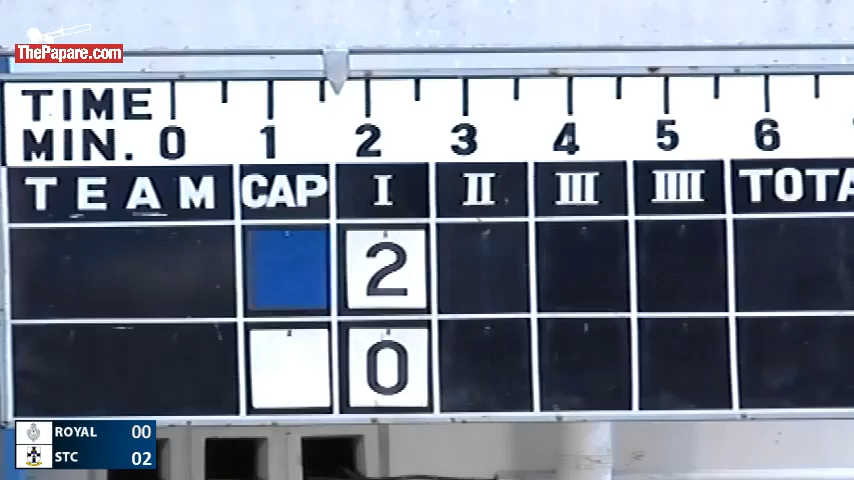 ThePapare.com
TIME
MIN. 0 1 2 3 4 5 6
TEAM CAP I II III IIII TOTA
2
0
ROYAL 00
STC 02